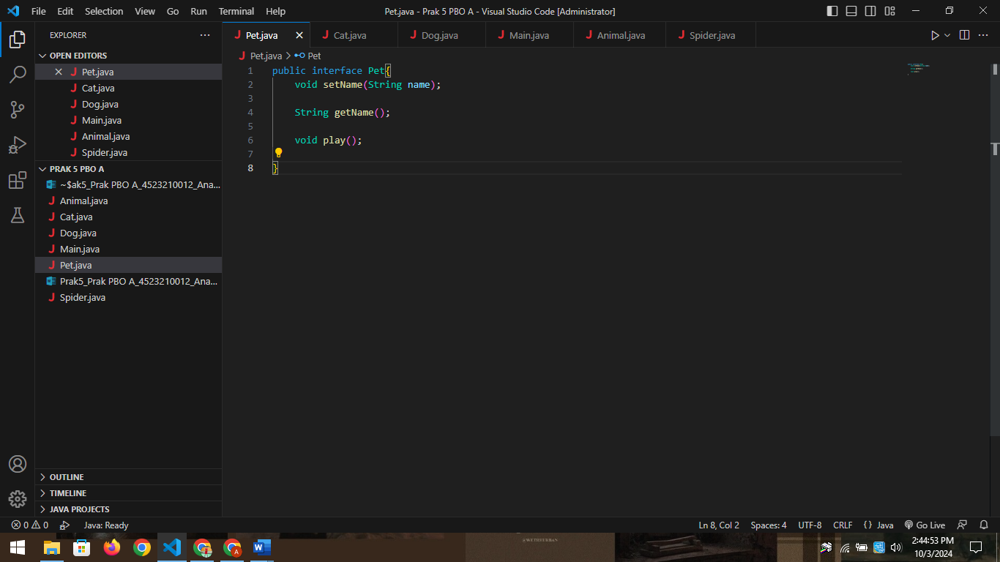 File Edit Selection View Go Run Terminal Help
Pet.java - Prak 5 PBO A - Visual Studio Code [Administrator]
EXPLORER
OPEN EDITORS
Pet.java
Cat.java
Dog.java
Main.java
Animal.java
Spider.java
PRAK 5 PBO A
~$ak5_Prak PBO A_4523210012_Ana...
Animal.java
Cat.java
Dog.java
Main.java
Pet.java
Prak5_Prak PBO A_4523210012_Ana...
Spider.java
OUTLINE
TIMELINE
JAVA PROJECTS
Pet.java Cat.java Dog.java Main.java Animal.java Spider.java
Pet.java > Pet
1 public interface Pet{
2 void setName(String name);
3
4 String getName();
5
6 void play();
7
8 }
0 0 Java: Ready
Ln 8, Col 2 Spaces: 4 UTF-8 CRLF {} Java Go Live
@WETHEURBAN
2:44:53 PM
10/3/2024